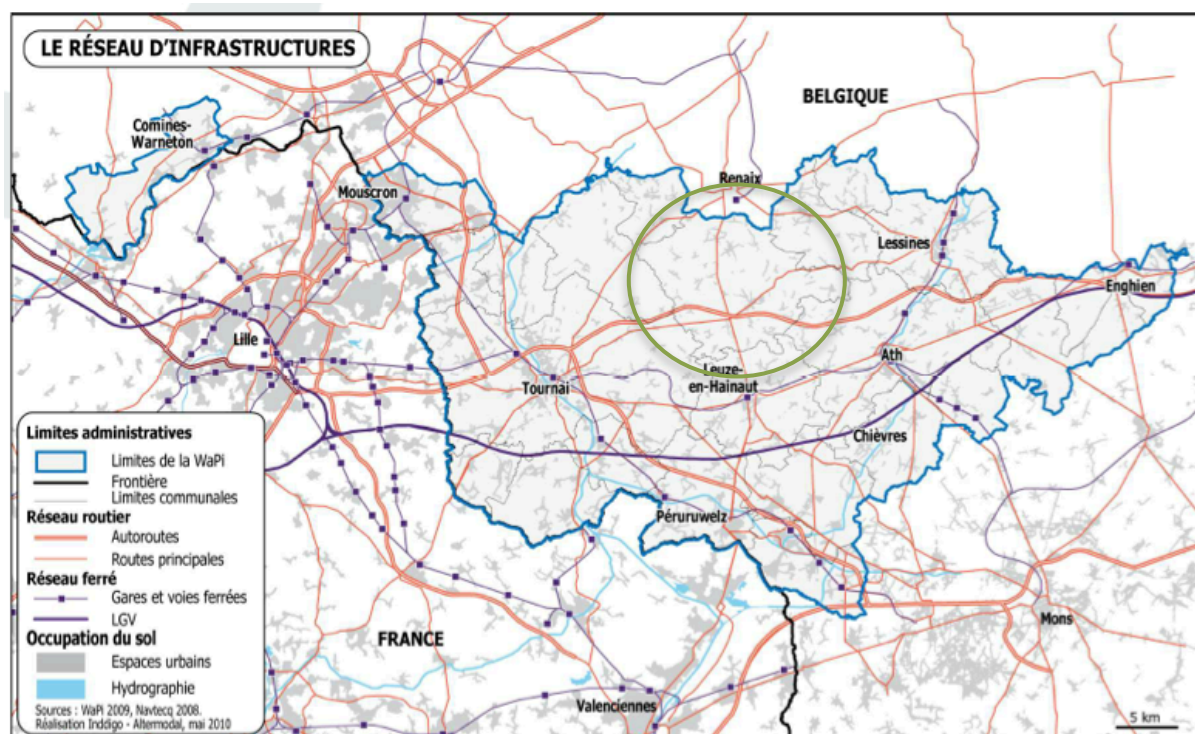 LE RÉSEAU D'INFRASTRUCTURES
BELGIQUE
Comines-
Warneton
Mouscron
Renaix
Lessines
Enghien
Lille
Ath
Tournai
Leuze-
en-Hainaut
Chièvres
Péruruwelz
Mons
FRANCE
Valenciennes
5 km
Limites administratives
Limites de la WaPi
Frontière
Limites communales
Réseau routier
Autoroutes
Routes principales
Réseau ferré
Gares et voies ferrées
LGV
Occupation du sol
Espaces urbains
Hydrographie
Sources : WaPi 2009, Navtecq 2008.
Réalisation Inddigo - Altermodal, mai 2010